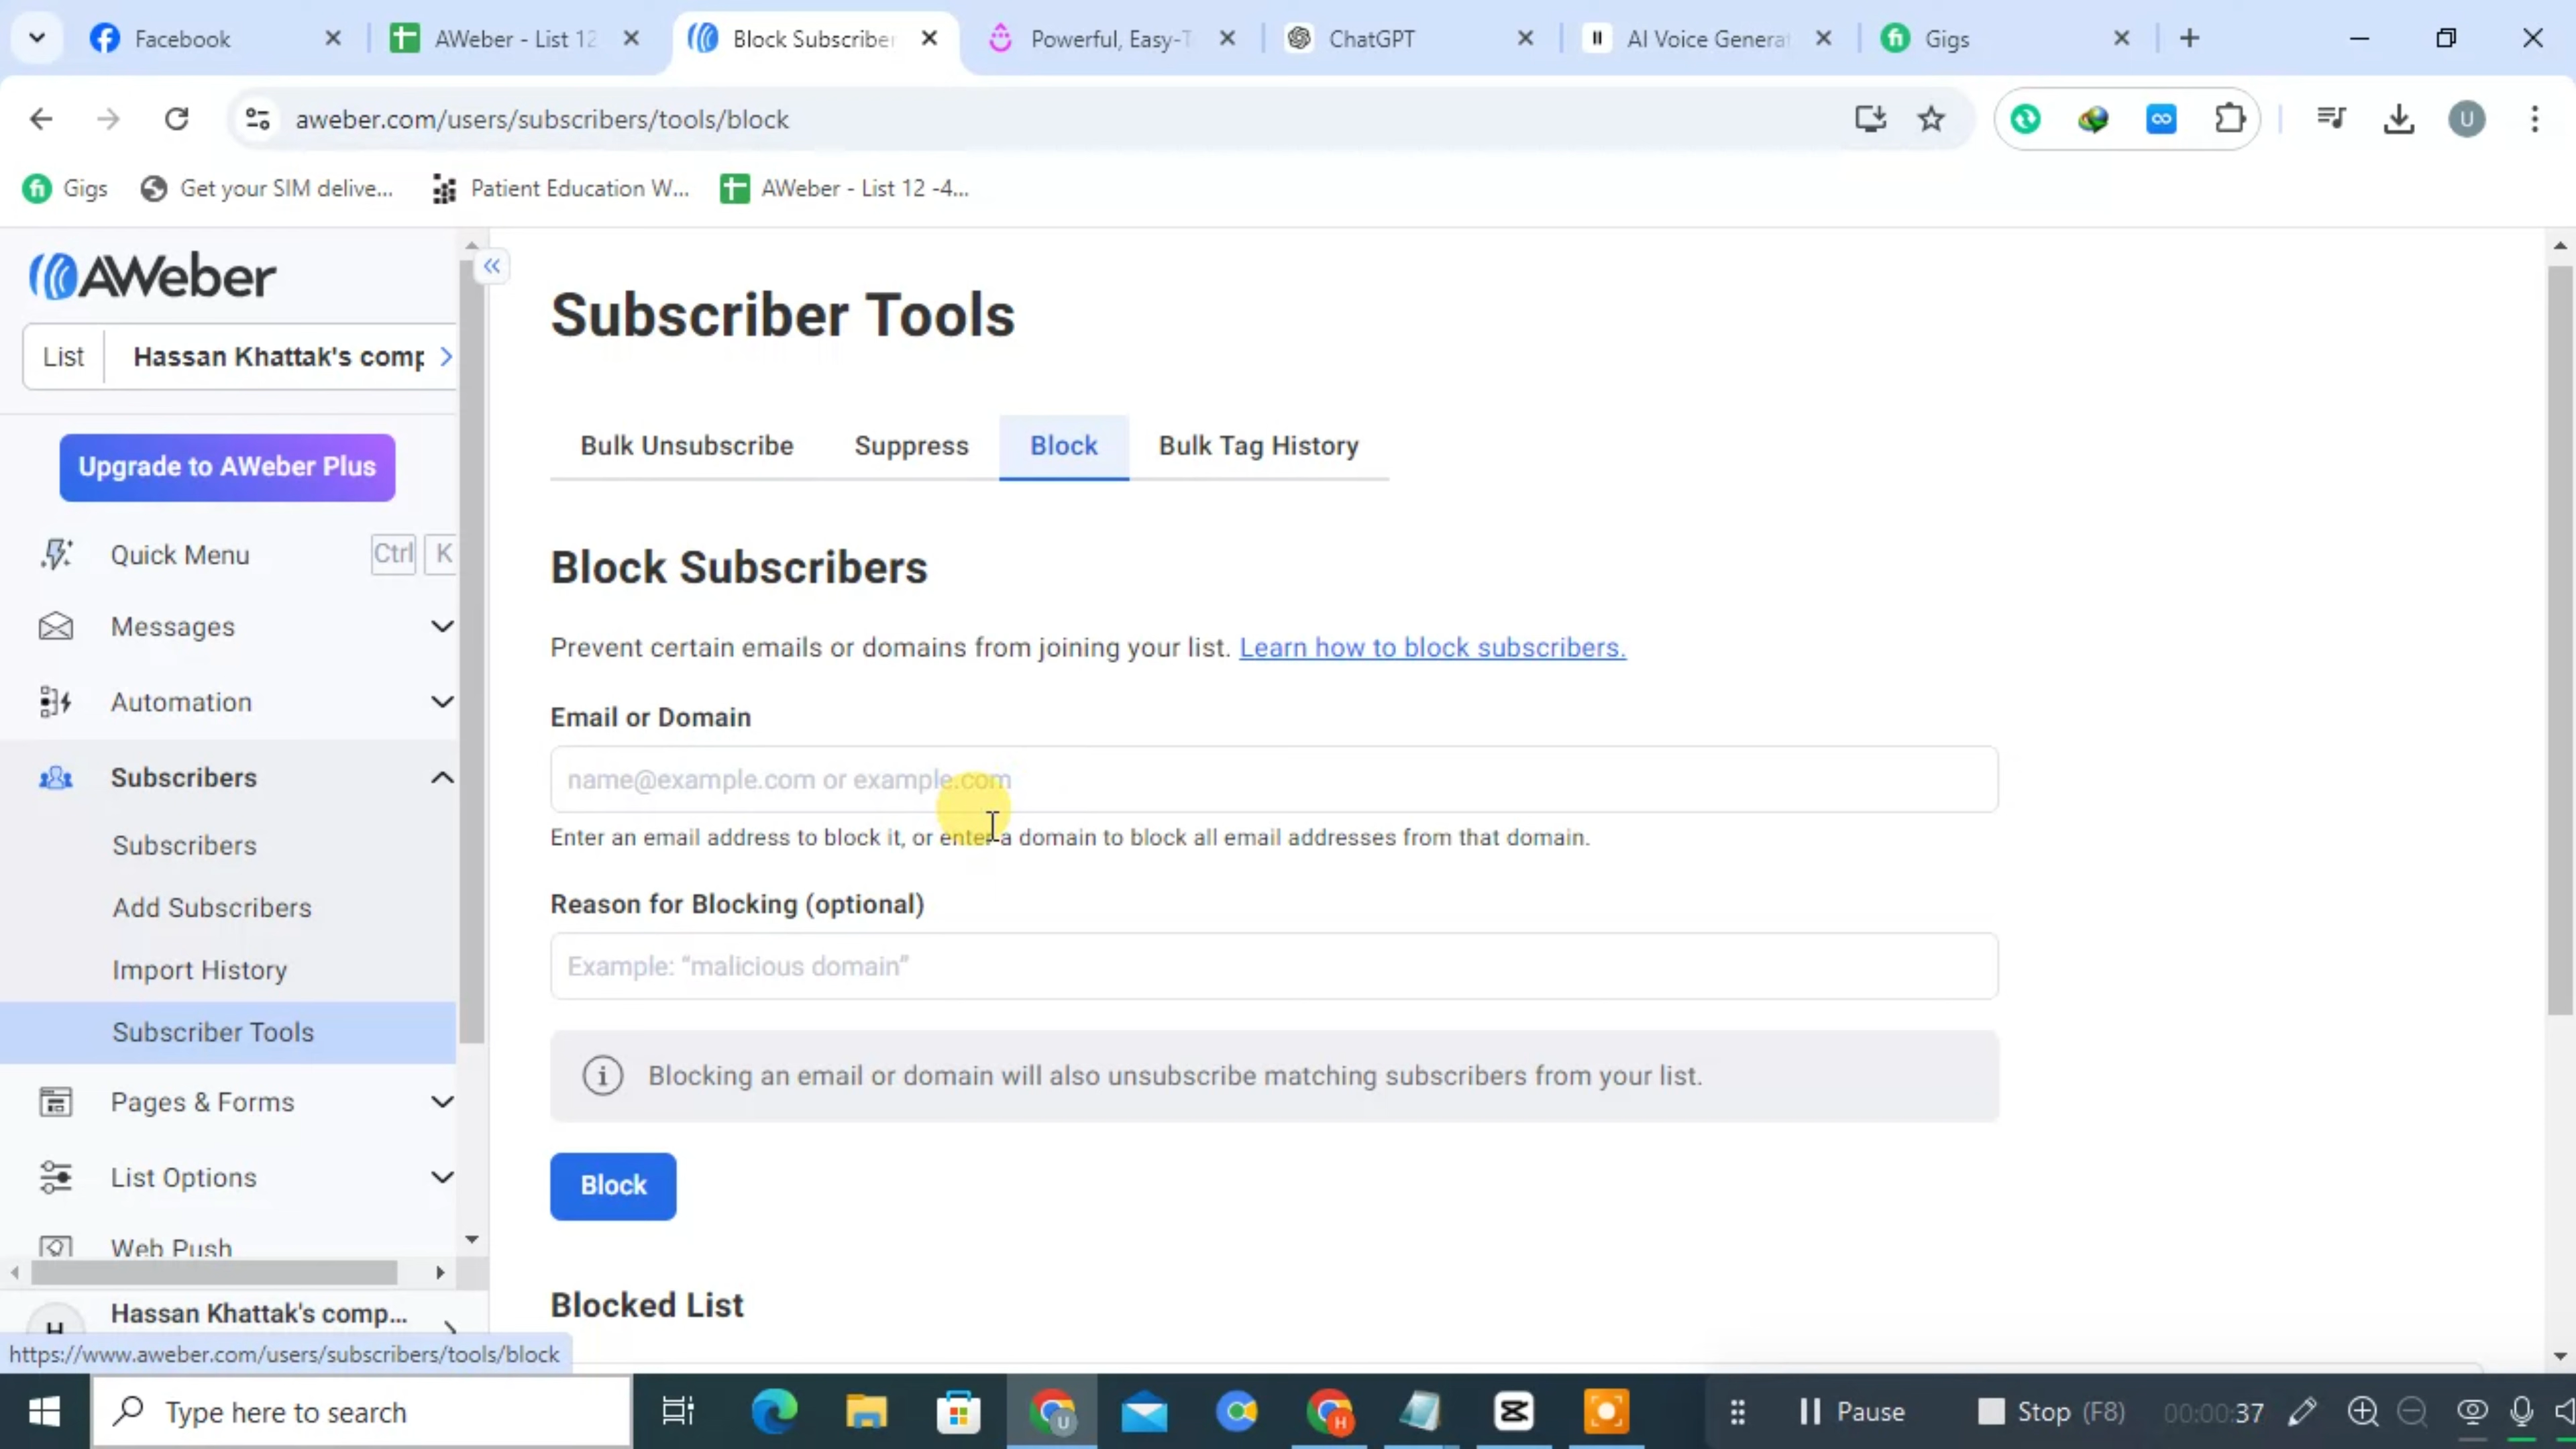 Facebook
AWeber - List 12
Block Subscriber
Powerful, Easy-T
ChatGPT
AI Voice Genera
Gigs
aweber.com/users/subscribers/tools/block
U
Gigs
Get your SIM delive...
Patient Education W...
AWeber - List 12 -4...
AWeber
List
Hassan Khattak's comp
Upgrade to AWeber Plus
Quick Menu
Ctrl
K
Messages
Automation
Subscribers
Subscribers
Add Subscribers
Import History
Subscriber Tools
Pages & Forms
List Options
Web Push
Hassan Khattak's comp...
H
https://www.aweber.com/users/subscribers/tools/block
Subscriber Tools
Bulk Unsubscribe
Suppress
Block
Bulk Tag History
Block Subscribers
Prevent certain emails or domains from joining your list. Learn how to block subscribers.
Email or Domain
name@example.com or example.com
Enter an email address to block it, or enter a domain to block all email addresses from that domain.
Reason for Blocking (optional)
Example: “malicious domain”
Blocking an email or domain will also unsubscribe matching subscribers from your list.
Block
Blocked List
Type here to search
U
H
Pause
Stop (F8)
00:00:37